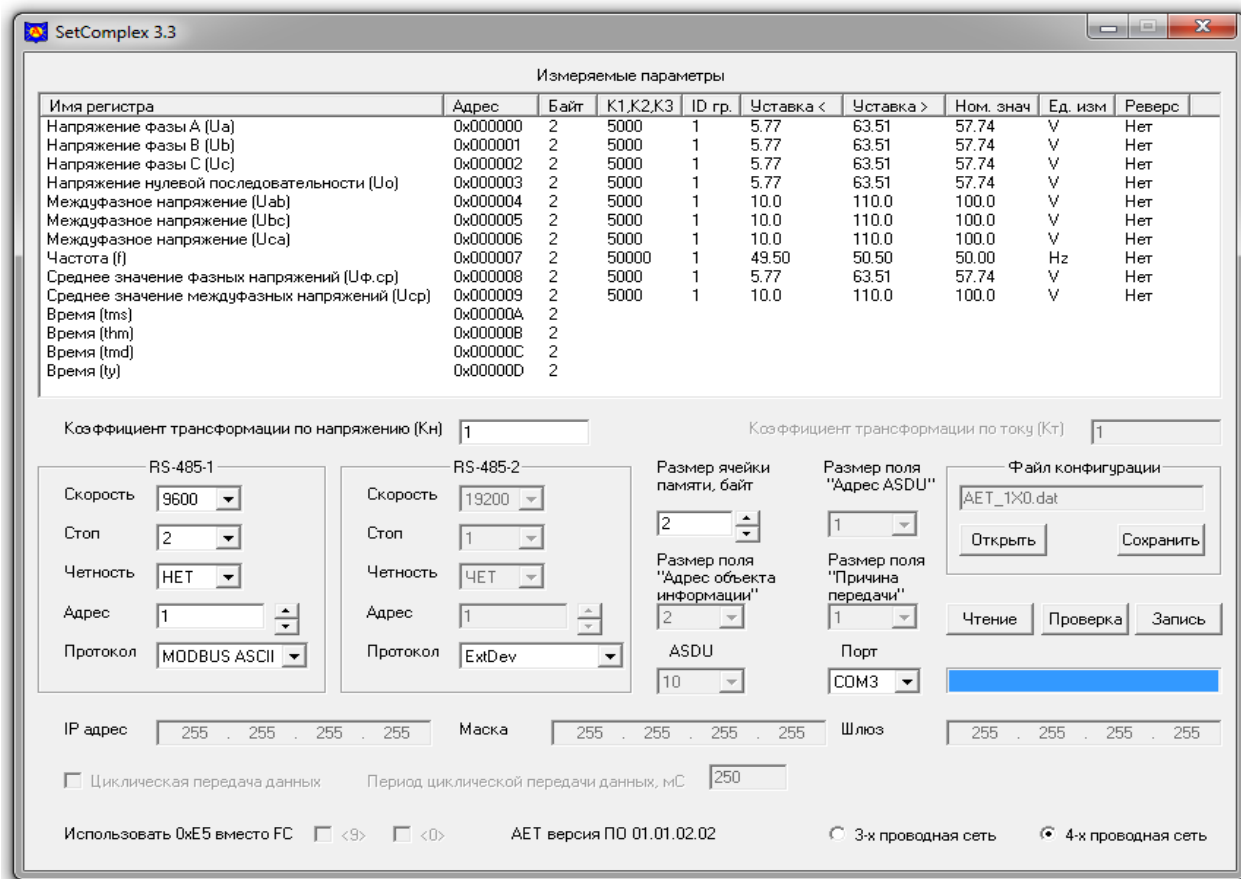 SetComplex 3.3
Измеряемые параметры
Имя регистра Адрес Байт К1,К2,К3 ID гр. Уставка < Уставка > Ном. знач Ед. изм Реверс
Напряжение фазы А (Ua) 0x000000 2 5000 1 5.77 63.51 57.74 V Нет
Напряжение фазы В (Ub) 0x000001 2 5000 1 5.77 63.51 57.74 V Нет
Напряжение фазы С (Uc) 0x000002 2 5000 1 5.77 63.51 57.74 V Нет
Напряжение нулевой последовательности (Uo) 0x000003 2 5000 1 5.77 63.51 57.74 V Нет
Междуфазное напряжение (Uab) 0x000004 2 5000 1 10.0 110.0 100.0 V Нет
Междуфазное напряжение (Ubc) 0x000005 2 5000 1 10.0 110.0 100.0 V Нет
Междуфазное напряжение (Uca) 0x000006 2 5000 1 10.0 110.0 100.0 V Нет
Частота (f) 0x000007 2 50000 1 49.50 50.50 50.00 Hz Нет
Среднее значение фазных напряжений (Uф.ср) 0x000008 2 5000 1 5.77 63.51 57.74 V Нет
Среднее значение междуфазных напряжений (Uср) 0x000009 2 5000 1 10.0 110.0 100.0 V Нет
Время (tms) 0x00000A 2
Время (thm) 0x00000B 2
Время (tmd) 0x00000C 2
Время (ty) 0x00000D 2
Коэффициент трансформации по напряжению (Кн) 1 Коэффициент трансформации по току (Кт) 1
RS-485-1
Скорость 9600
Стоп 2
Четность НЕТ
Адрес 1
Протокол MODBUS ASCII
RS-485-2
Скорость 19200
Стоп 1
Четность ЧЕТ
Адрес 1
Протокол ExtDev
Размер ячейки
памяти, байт
2
Размер поля
"Адрес объекта
информации"
2
ASDU
10
Размер поля
"Адрес ASDU"
1
Размер поля
"Причина
передачи"
1
Порт
COM3
Файл конфигурации
AET_1X0.dat
Открыть Сохранить
Чтение Проверка Запись
IP адрес 255 . 255 . 255 . 255 Маска 255 . 255 . 255 . 255 Шлюз 255 . 255 . 255 . 255
Циклическая передача данных Период циклической передачи данных, мС 250
Использовать 0xE5 вместо FC <9> <0> АЕТ версия ПО 01.01.02.02 3-х проводная сеть 4-х проводная сеть